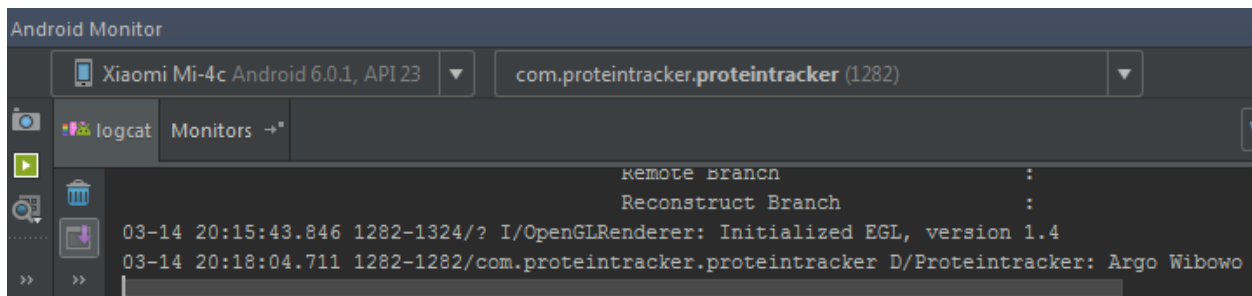 Android Monitor
Xiaomi Mi-4c Android 6.0.1, API 23 com.proteintracker.proteintracker (1282)
logcat Monitors
Remote Branch :
Reconstruct Branch :
03-14 20:15:43.846 1282-1324/? I/OpenGLRenderer: Initialized EGL, version 1.4
03-14 20:18:04.711 1282-1282/com.proteintracker.proteintracker D/Proteintracker: Argo Wibowo